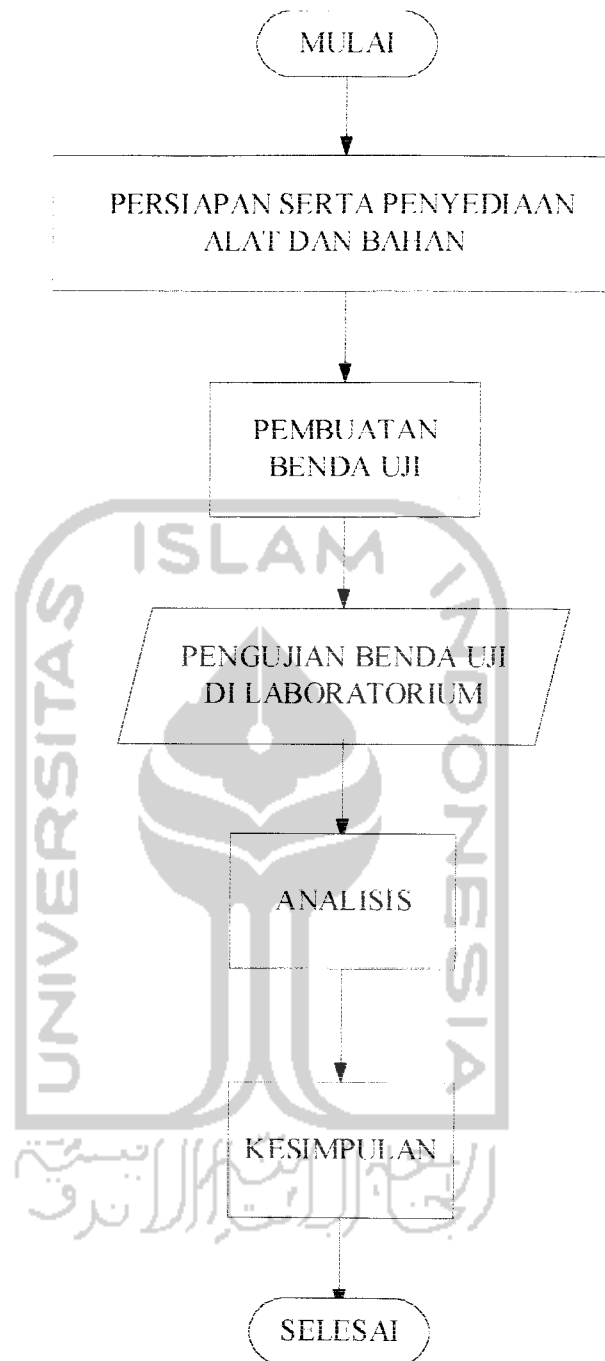 MULAI
PERSIAPAN SERTA PENYEDIAAN
ALAT DAN BAHAN
PEMBUATAN
BENDA UJI
PENGUJIAN BENDA UJI
DI LABORATORIUM
ANALISIS
KESIMPULAN
SELESAI
UNIVERSITAS
ISLAM
INDONESIA